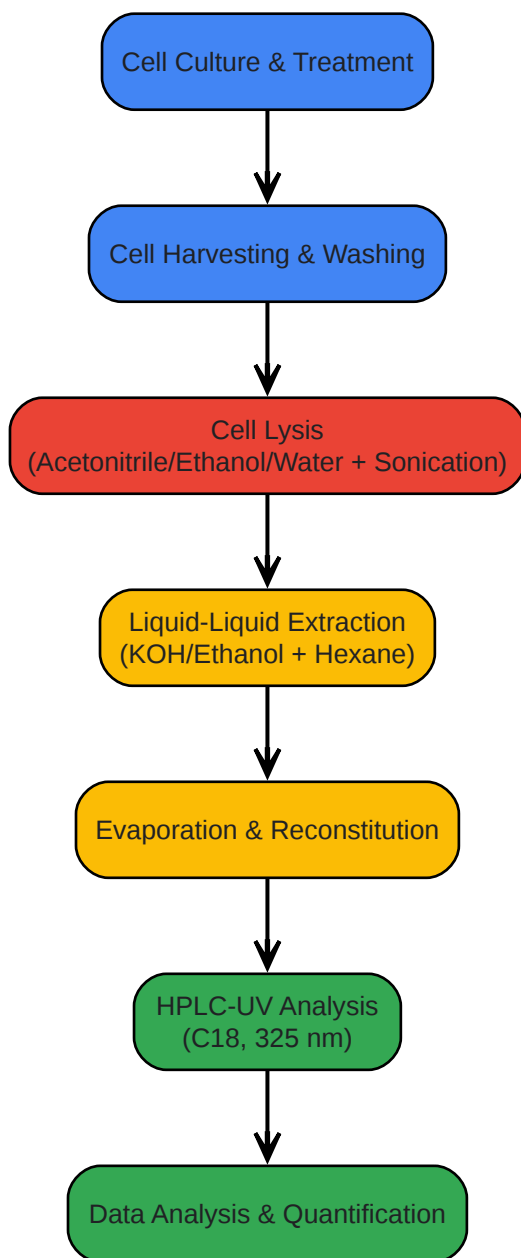 Cell Culture & Treatment
Cell Harvesting & Washing
Cell Lysis
(Acetonitrile/Ethanol/Water + Sonication)
Liquid-Liquid Extraction
(KOH/Ethanol + Hexane)
Evaporation & Reconstitution
HPLC-UV Analysis
(C18, 325 nm)
Data Analysis & Quantification